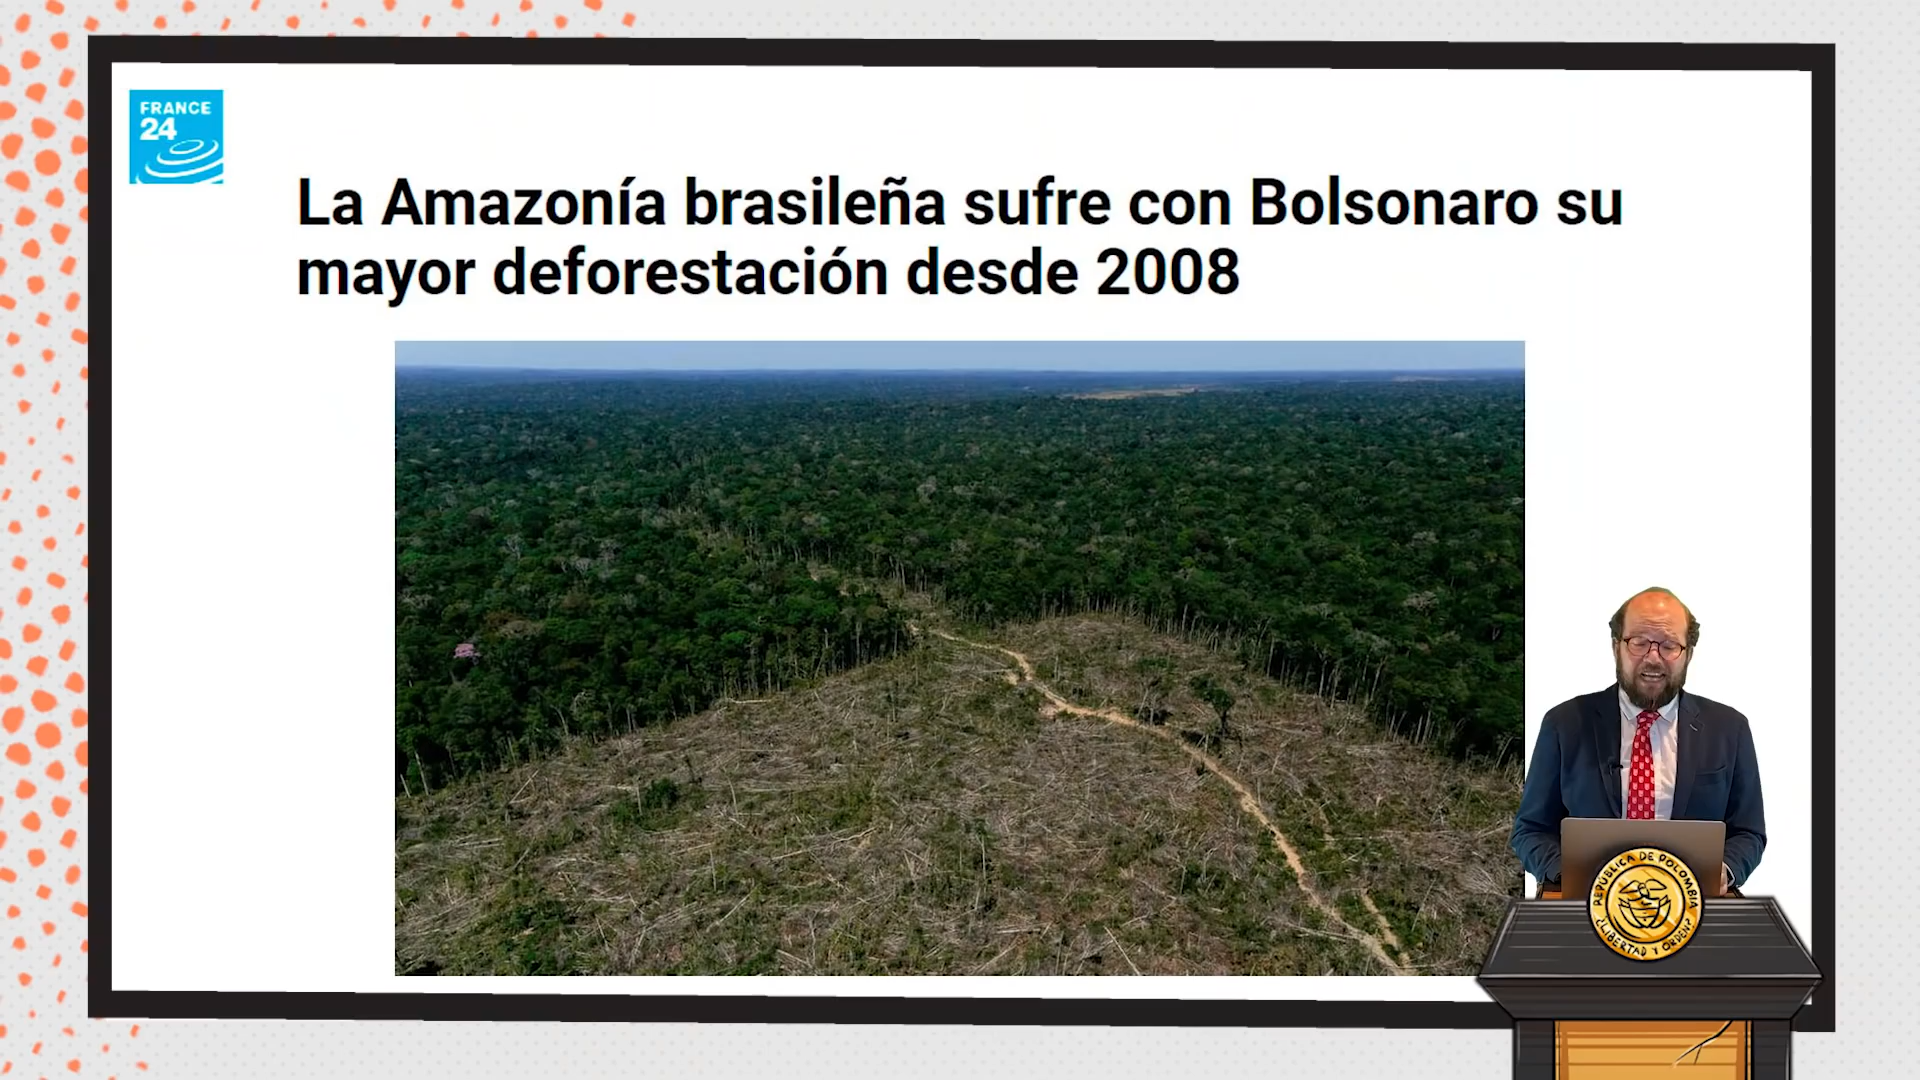 FRANCE
24
La Amazonía brasileña sufre con Bolsonaro su
mayor deforestación desde 2008
REPÚBLICA DE POLOMBIA
¿LIBERTAD Y ORDEN?